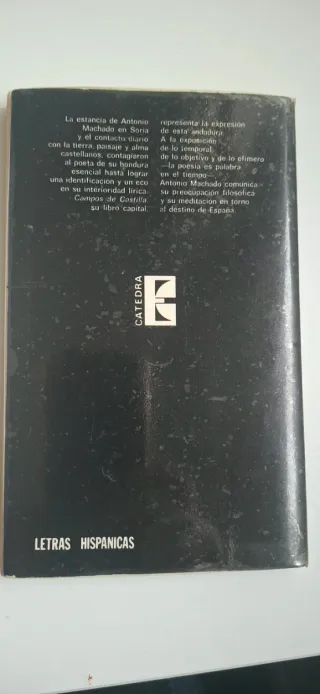 La estancia de Antonio
Machado en Soria
y el contacto diario
con la tierra, paisaje y alma
castellanos, contagiaron
al poeta de su hondura
esencial hasta lograr
una identificación y un eco
en su interioridad lírica.
Campos de Castilla,
su libro capital,
representa la expresión
de esta andadura.
A la exposición
de lo temporal,
de lo objetivo y de lo efímero
—la poesía es palabra
en el tiempo—
Antonio Machado comunica
su preocupación filosófica
y su meditación en torno
al destino de España.
CATEDRA
LETRAS HISPANICAS